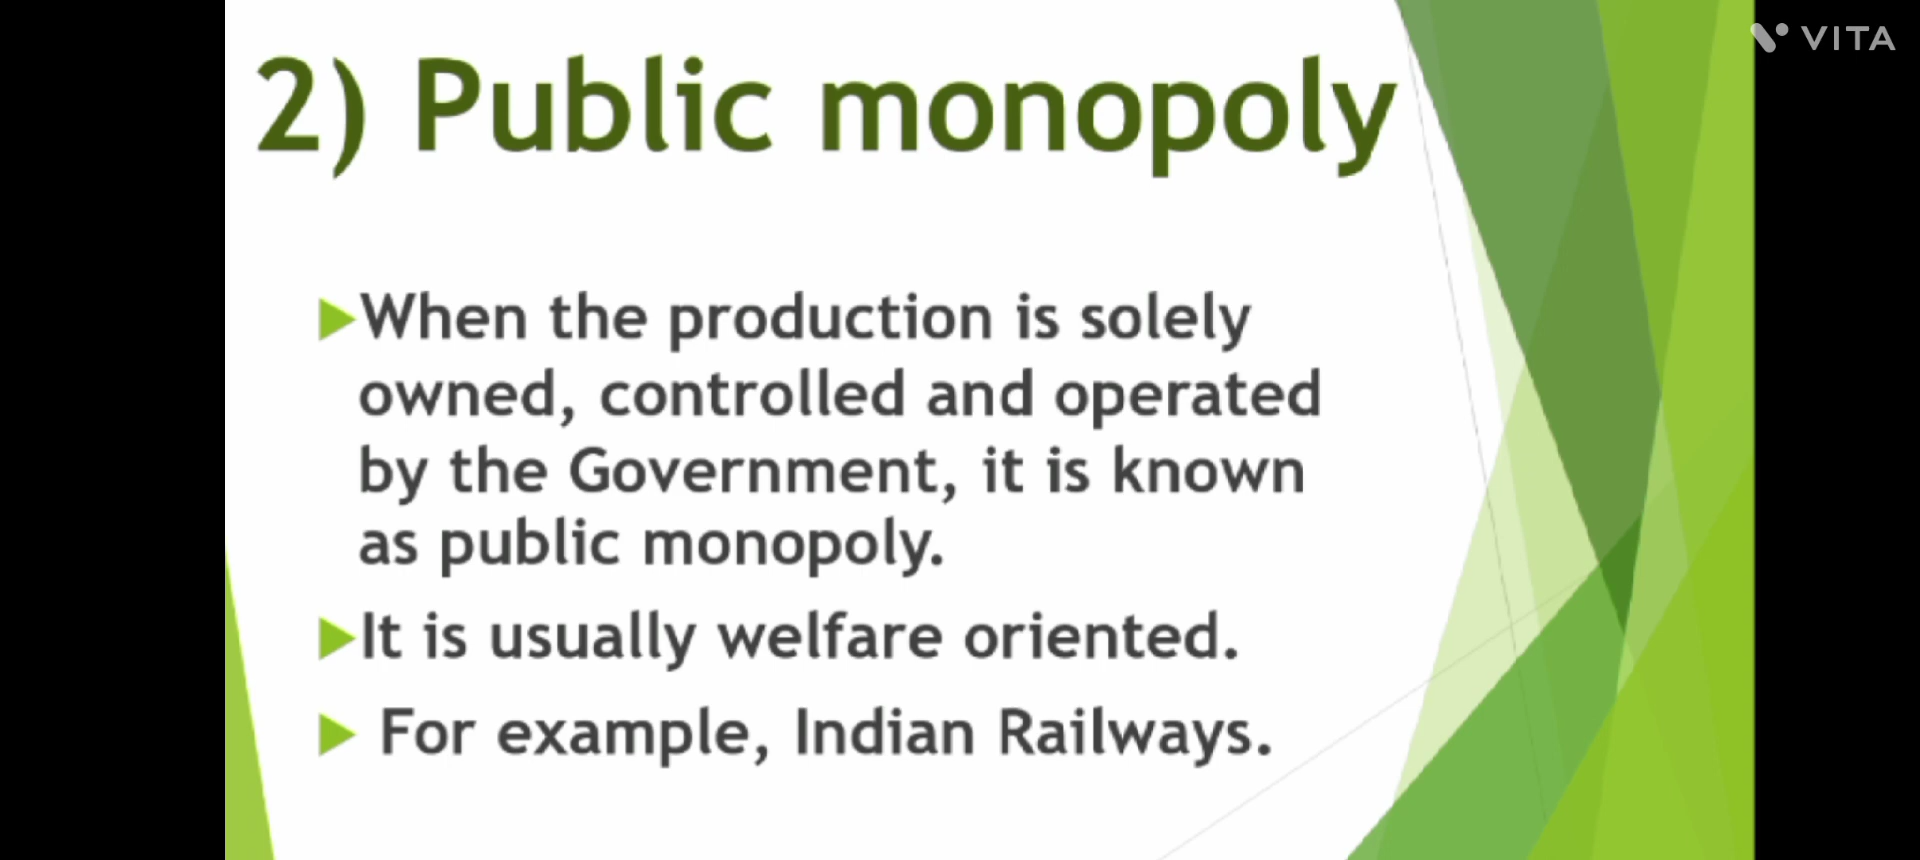 VITA
2) Public monopoly
When the production is solely
owned, controlled and operated
by the Government, it is known
as public monopoly.
It is usually welfare oriented.
For example, Indian Railways.